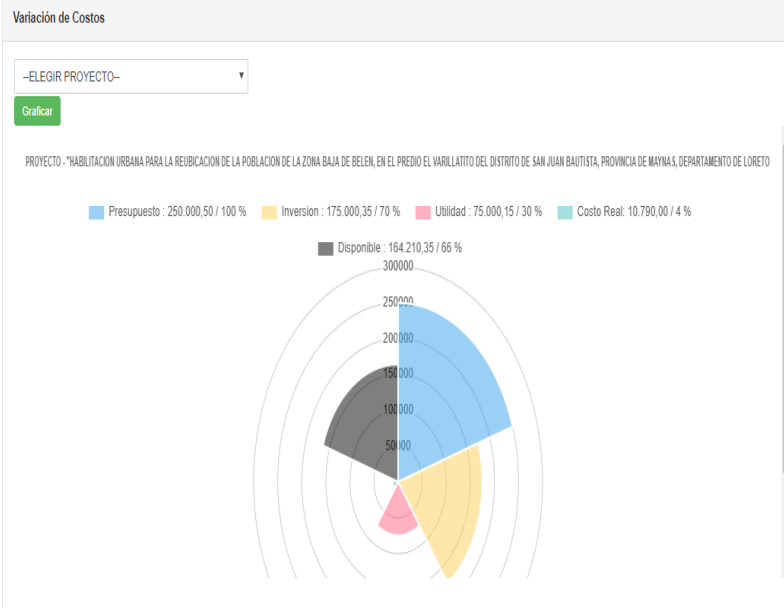 Variación de Costos
--ELEGIR PROYECTO--
Graficar
PROYECTO - "HABILITACION URBANA PARA LA REUBICACION DE LA POBLACION DE LA ZONA BAJA DE BELEN, EN EL PREDIO EL VARILLATITO DEL DISTRITO DE SAN JUAN BAUTISTA, PROVINCIA DE MAYNAS, DEPARTAMENTO DE LORETO
Presupuesto : 250.000,50 / 100 % Inversion : 175.000,35 / 70 % Utilidad : 75.000,15 / 30 % Costo Real: 10.790,00 / 4 %
Disponible : 164.210,35 / 66 %
300000
250000
200000
150000
100000
50000